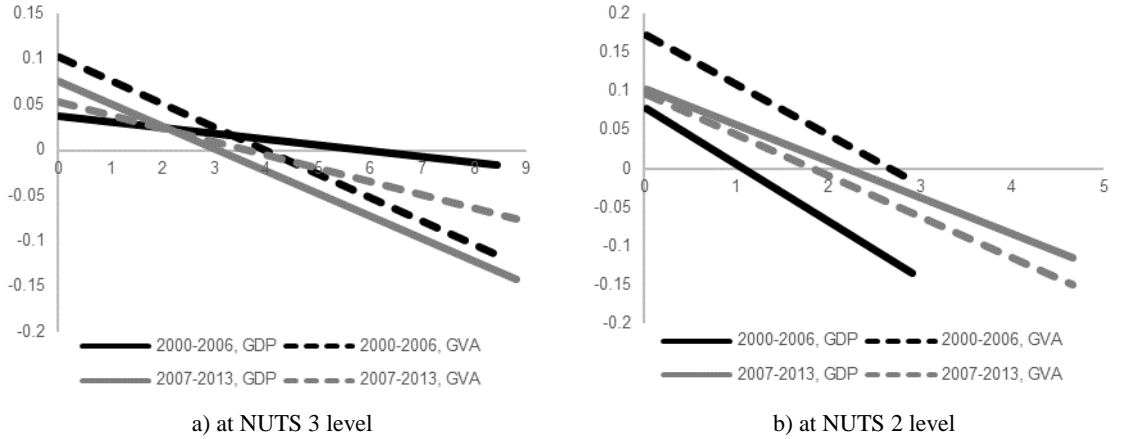 0.15
0.1
0.05
0
-0.05
-0.1
-0.15
-0.2
0 1 2 3 4 5 6 7 8 9
2000-2006, GDP 2000-2006, GVA
2007-2013, GDP 2007-2013, GVA
a) at NUTS 3 level
0.2
0.15
0.1
0.05
0
-0.05
-0.1
-0.15
-0.2
0 1 2 3 4 5
2000-2006, GDP 2000-2006, GVA
2007-2013, GDP 2007-2013, GVA
b) at NUTS 2 level